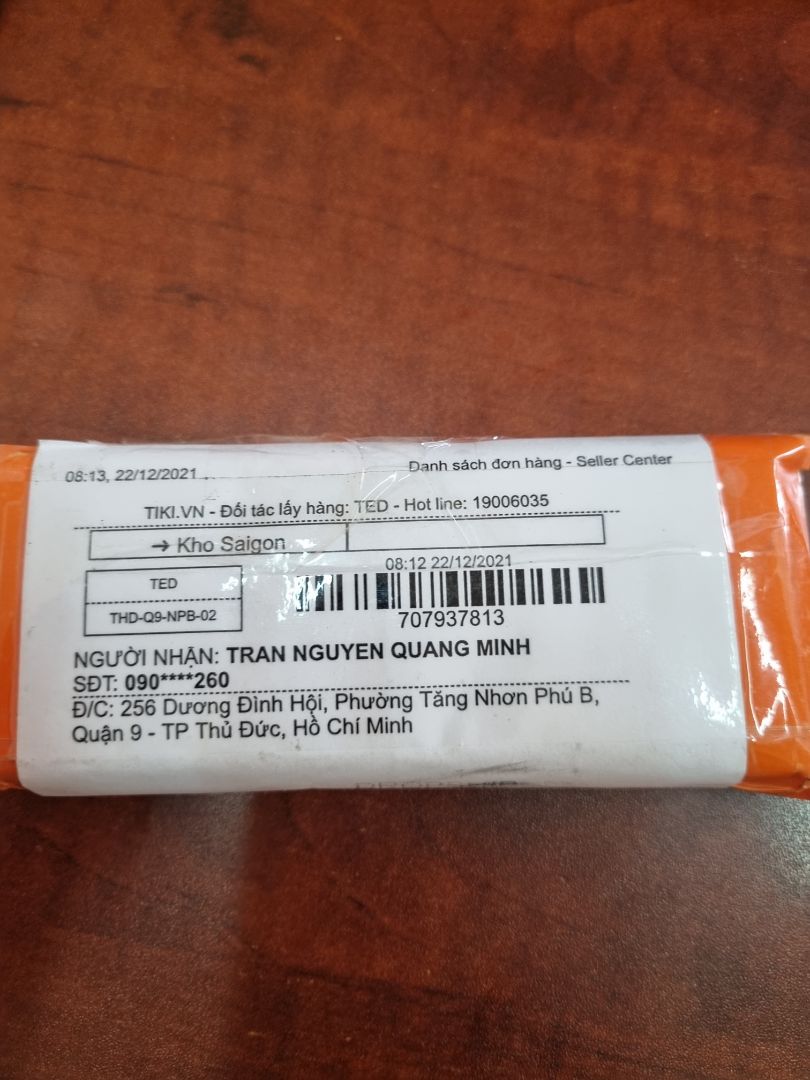 08:13, 22/12/2021 Danh sách đơn hàng - Seller Center
TIKI.VN - Đối tác lấy hàng: TED - Hot line: 19006035
→ Kho Saigon
08:12 22/12/2021
TED
THD-Q9-NPB-02
707937813
NGƯỜI NHẬN: TRAN NGUYEN QUANG MINH
SĐT: 090****260
Đ/C: 256 Dương Đình Hội, Phường Tăng Nhơn Phú B,
Quận 9 - TP Thủ Đức, Hồ Chí Minh